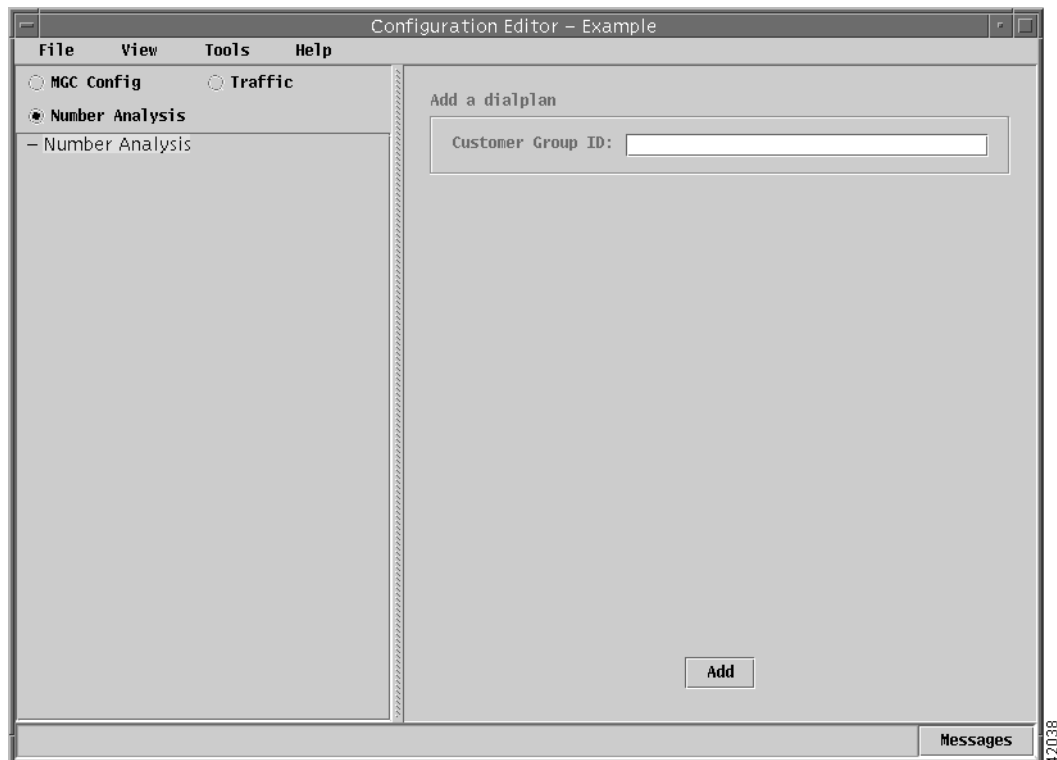 Configuration Editor – Example
File View Tools Help
MGC Config Traffic
Number Analysis
– Number Analysis
Add a dialplan
Customer Group ID:
Add
Messages
42038